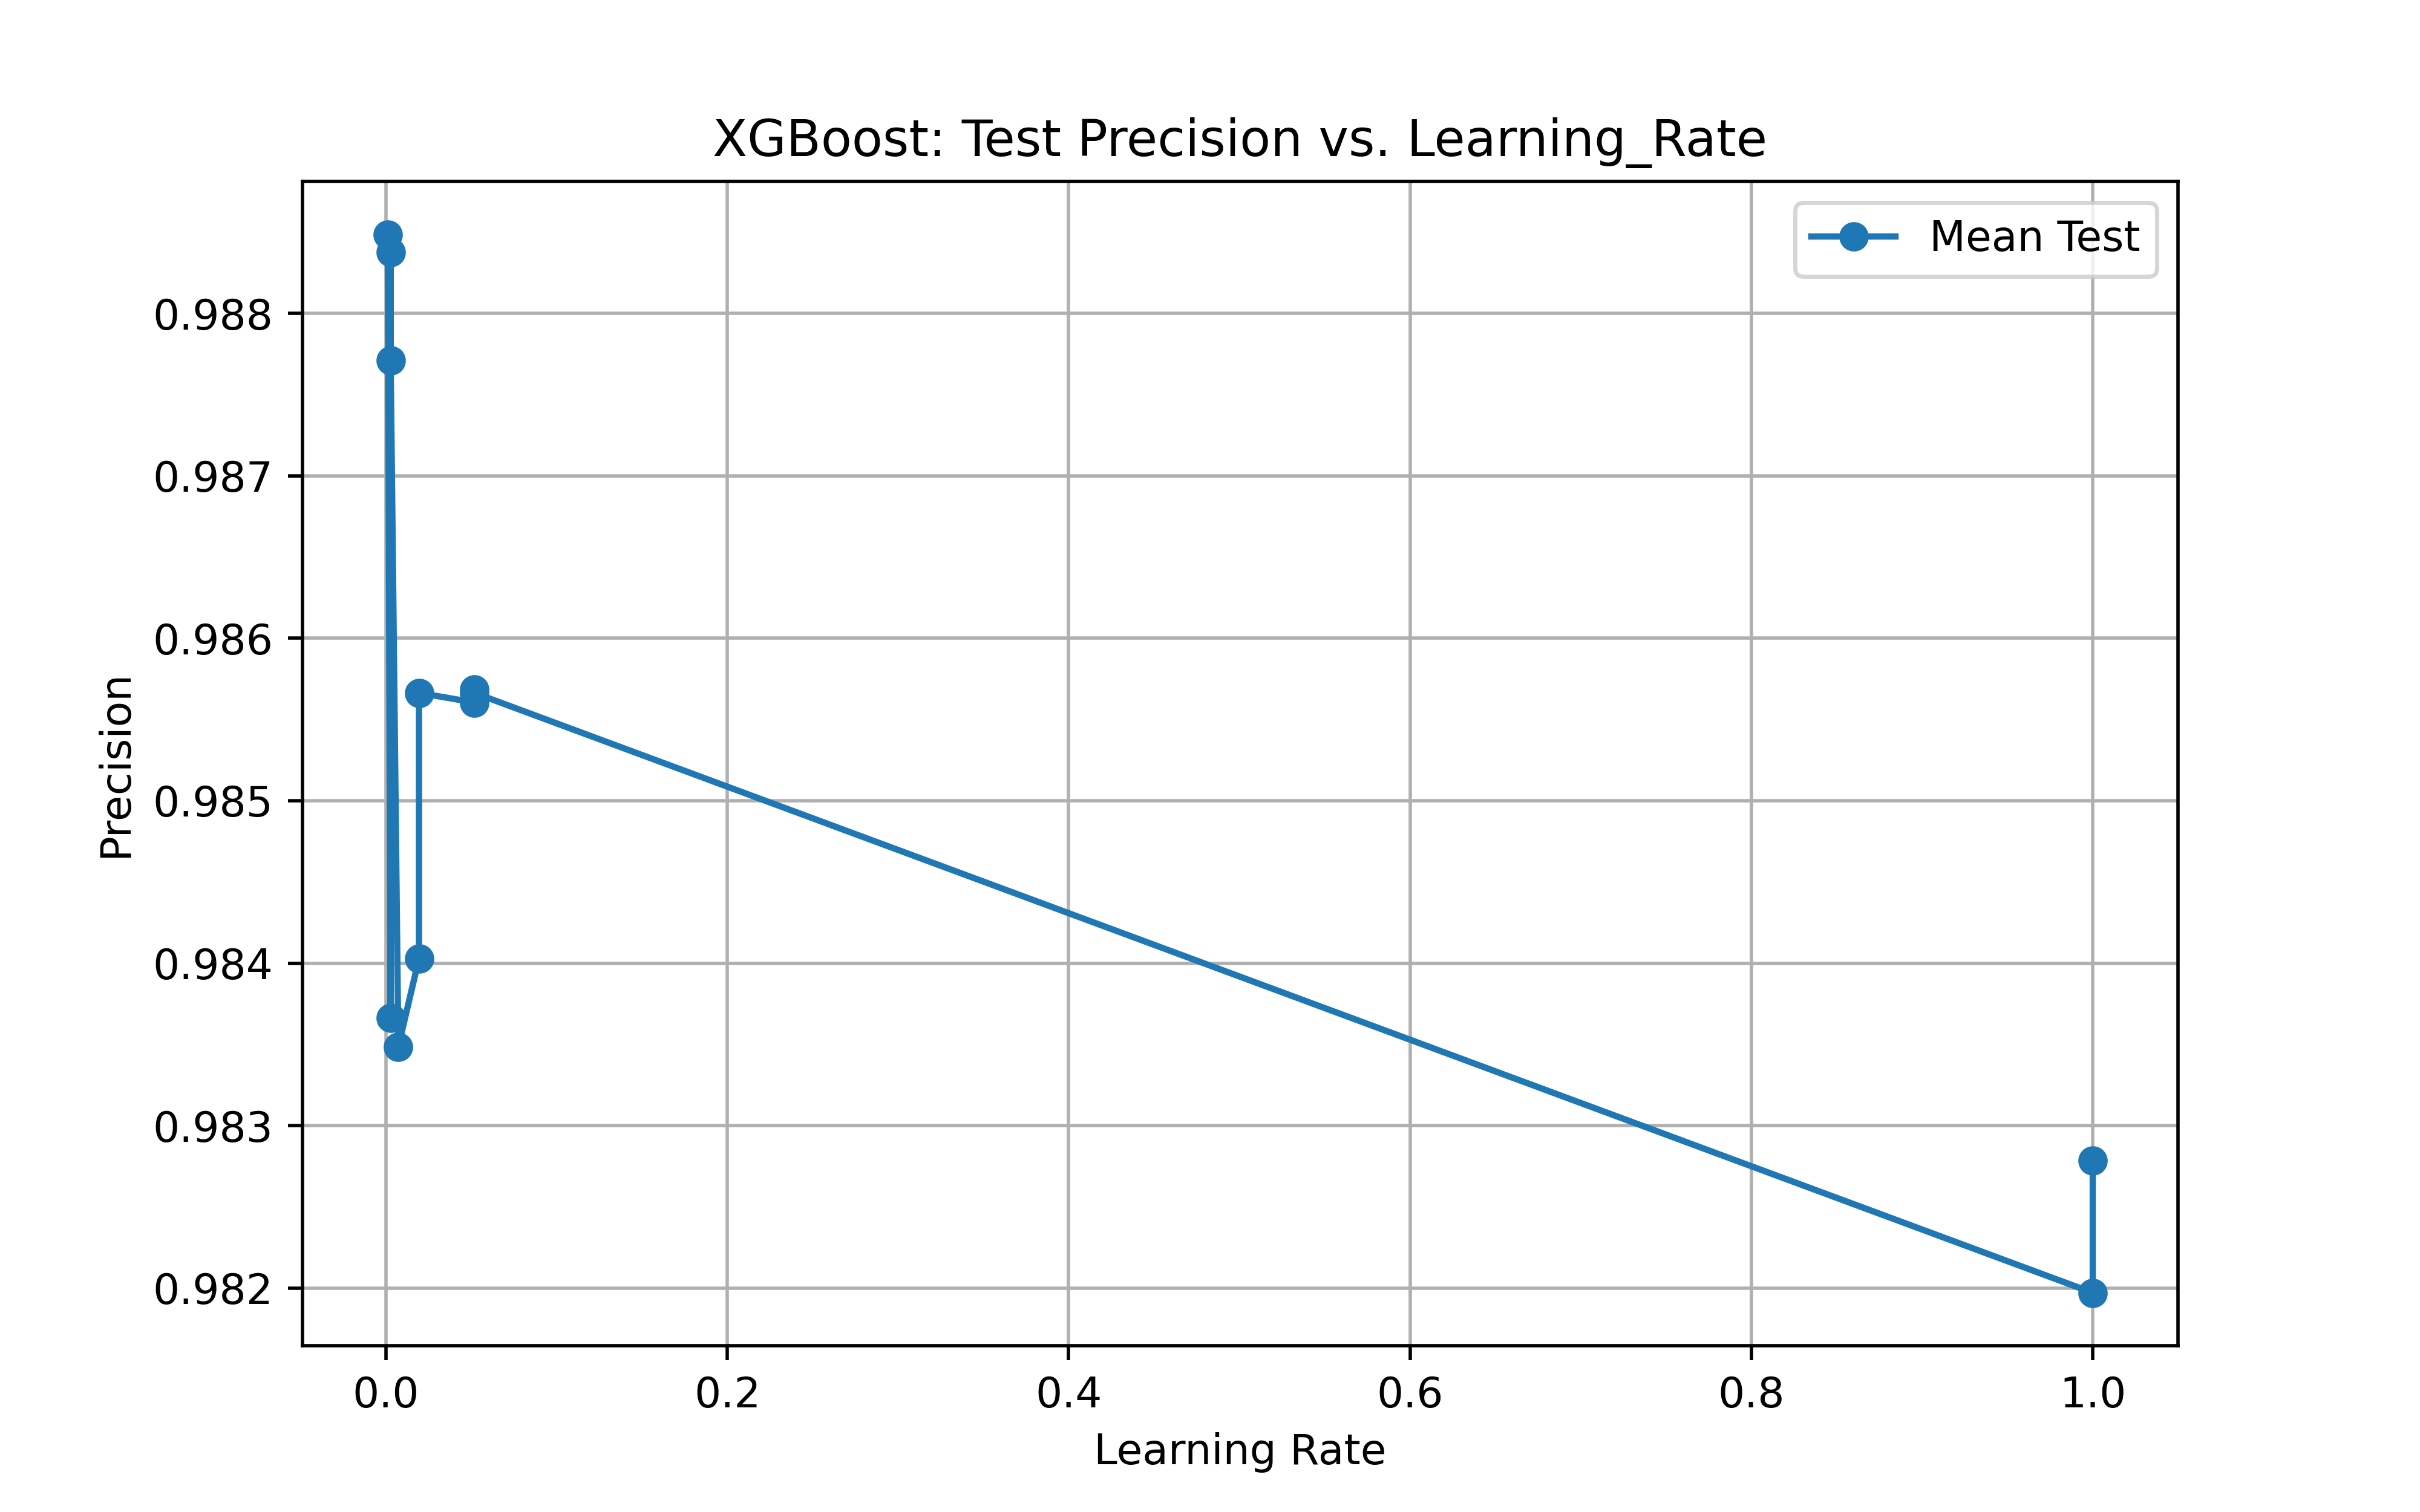 XGBoost: Test Precision vs. Learning_Rate
Mean Test
0.988
0.987
0.986
0.985
0.984
0.983
0.982
Precision
0.0 0.2 0.4 0.6 0.8 1.0
Learning Rate